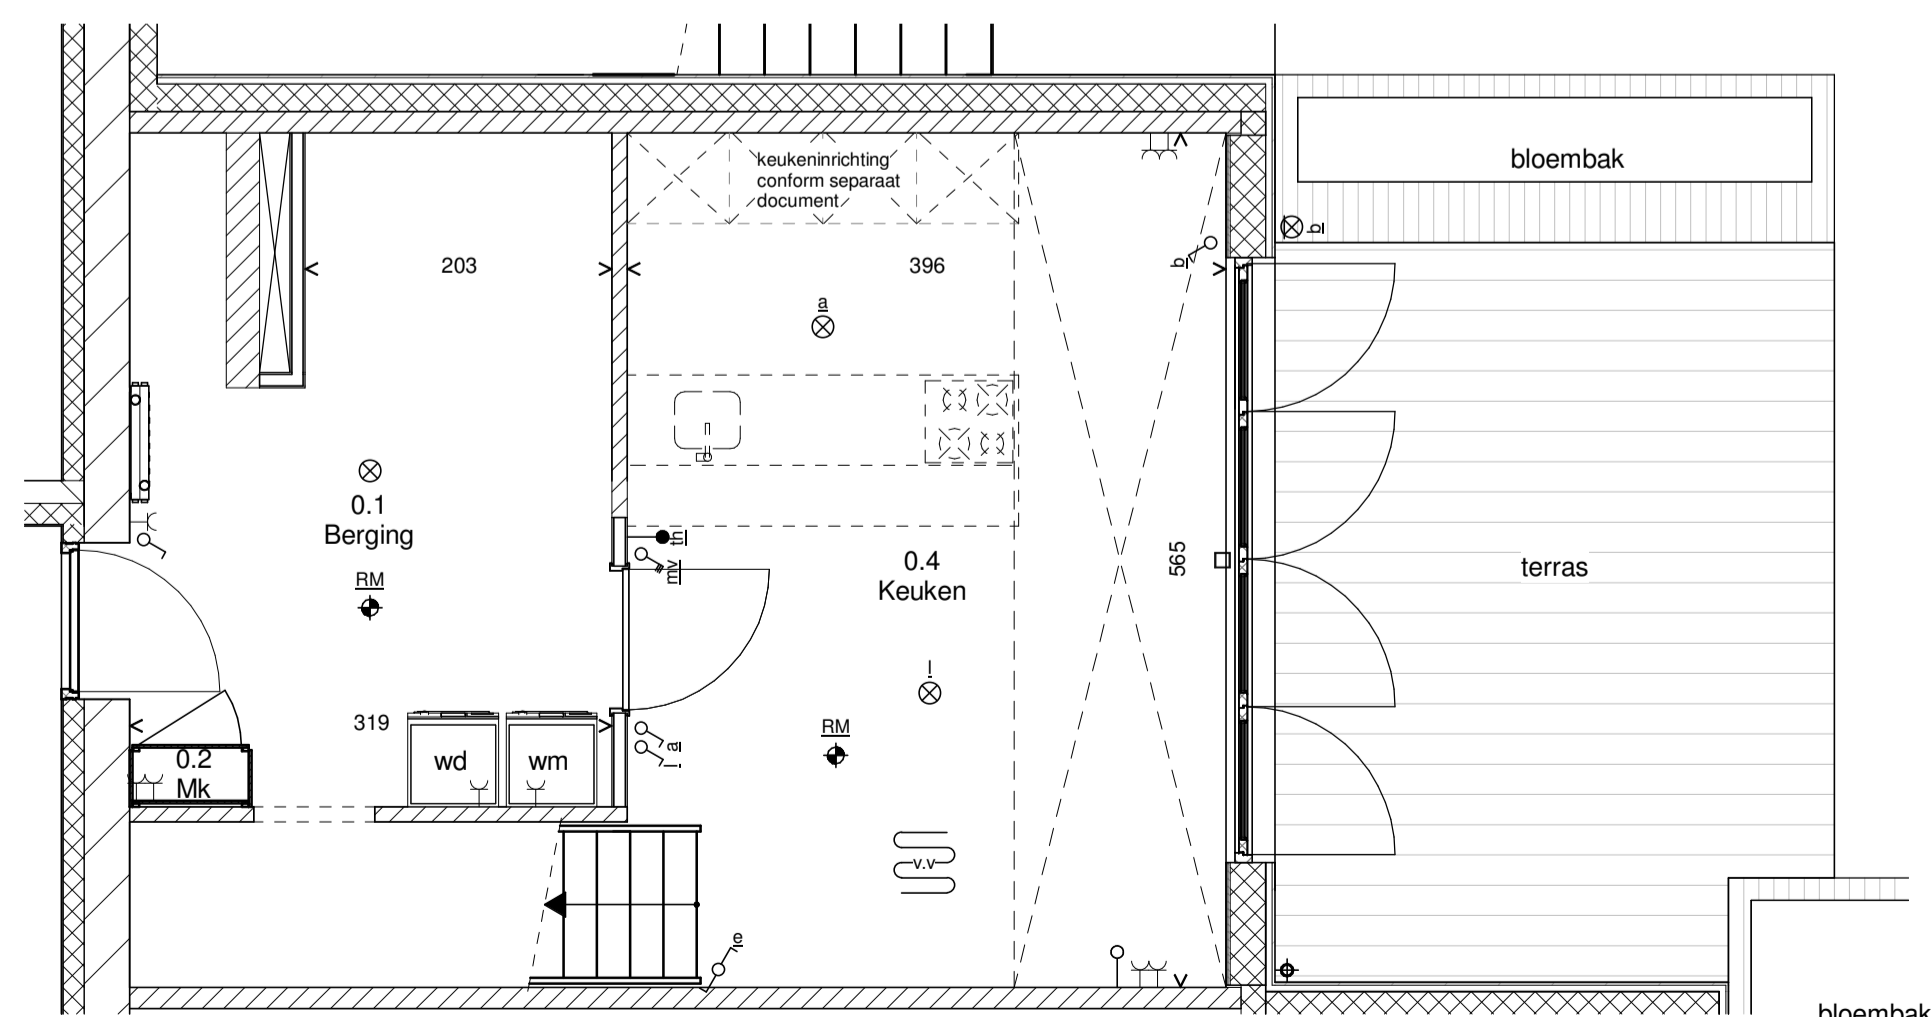 bloembak
keukeninrichting
conform separaat
document
b
b
203
396
a
0.1
Berging
th
mv
0.4
Keuken
565
terras
RM
l
319
RM
a
l
0.2
Mk
wd
wm
v.v
e
bloembak